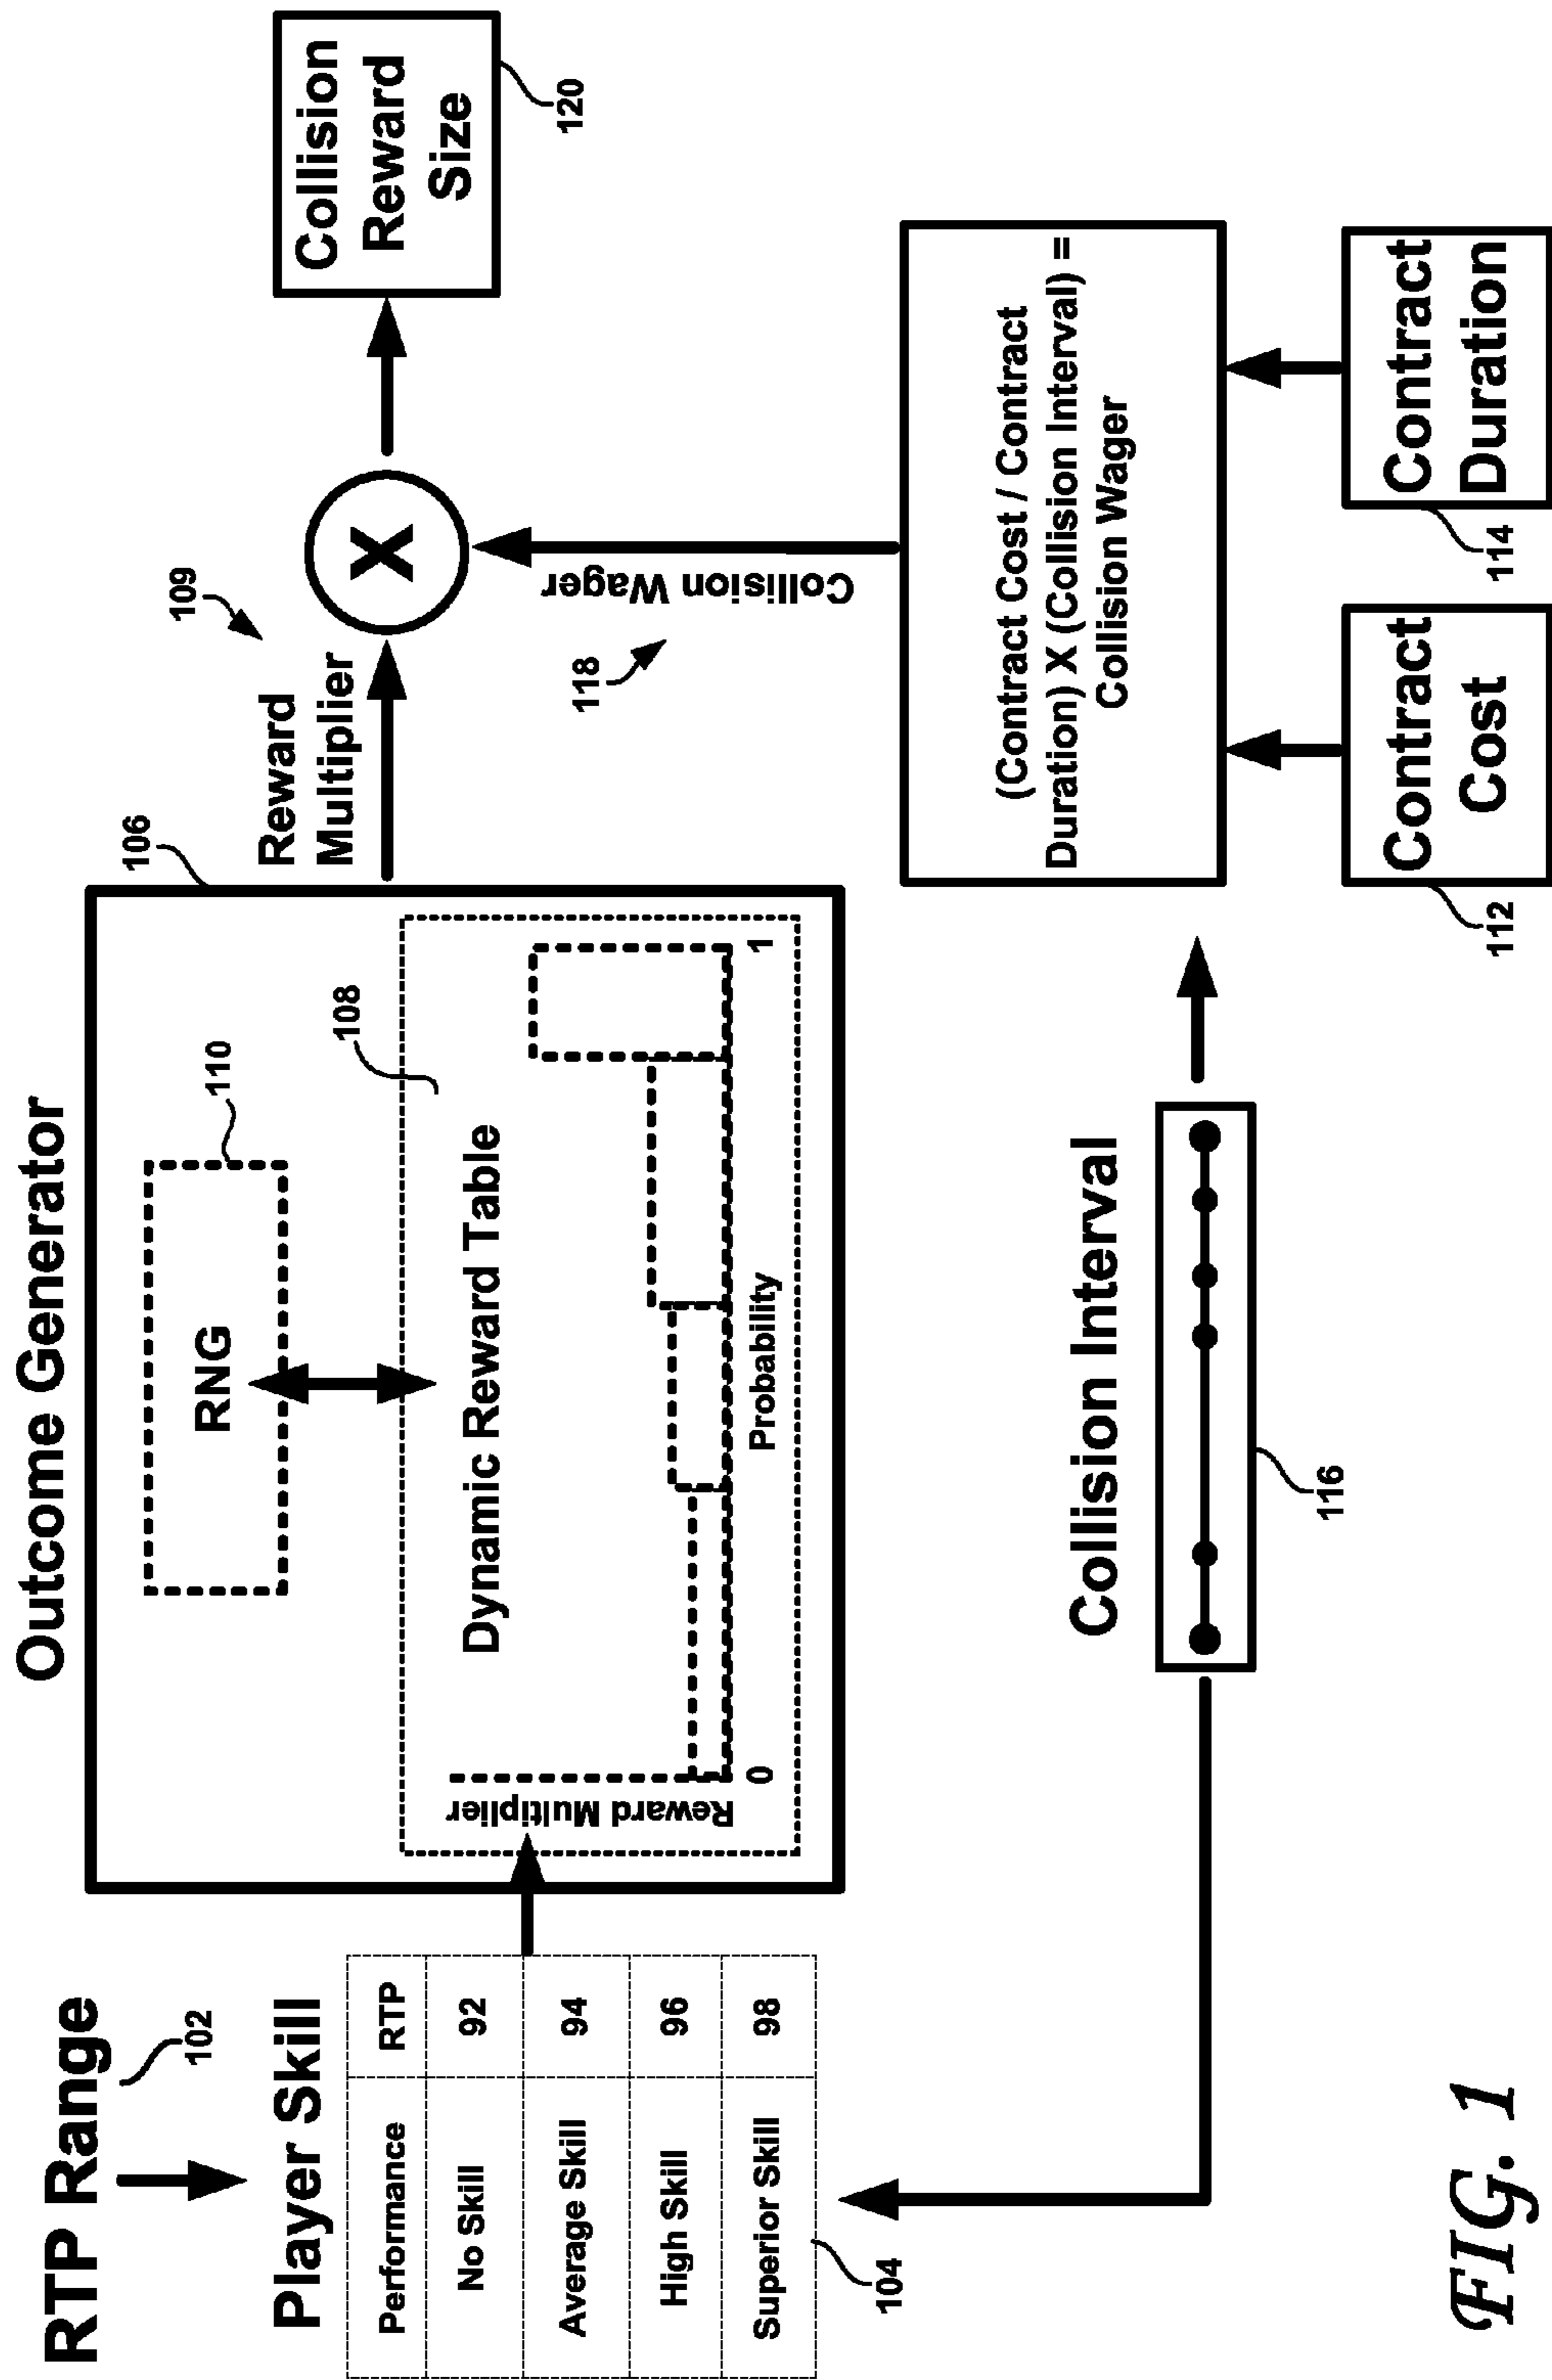 RTP Range
102
Player Skill
Performance RTP
No Skill 92
Average Skill 94
High Skill 96
Superior Skill 98
104
Outcome Generator
106
RNG
110
108
Dynamic Reward Table
Reward Multiplier
0
Probability
1
Reward
Multiplier
109
X
Collision
Reward
Size
120
Collision Wager
118
Collision Interval
116
(Contract Cost / Contract
Duration) X (Collision Interval) =
Collision Wager
Contract
Cost
112
Contract
Duration
114
FIG. 1